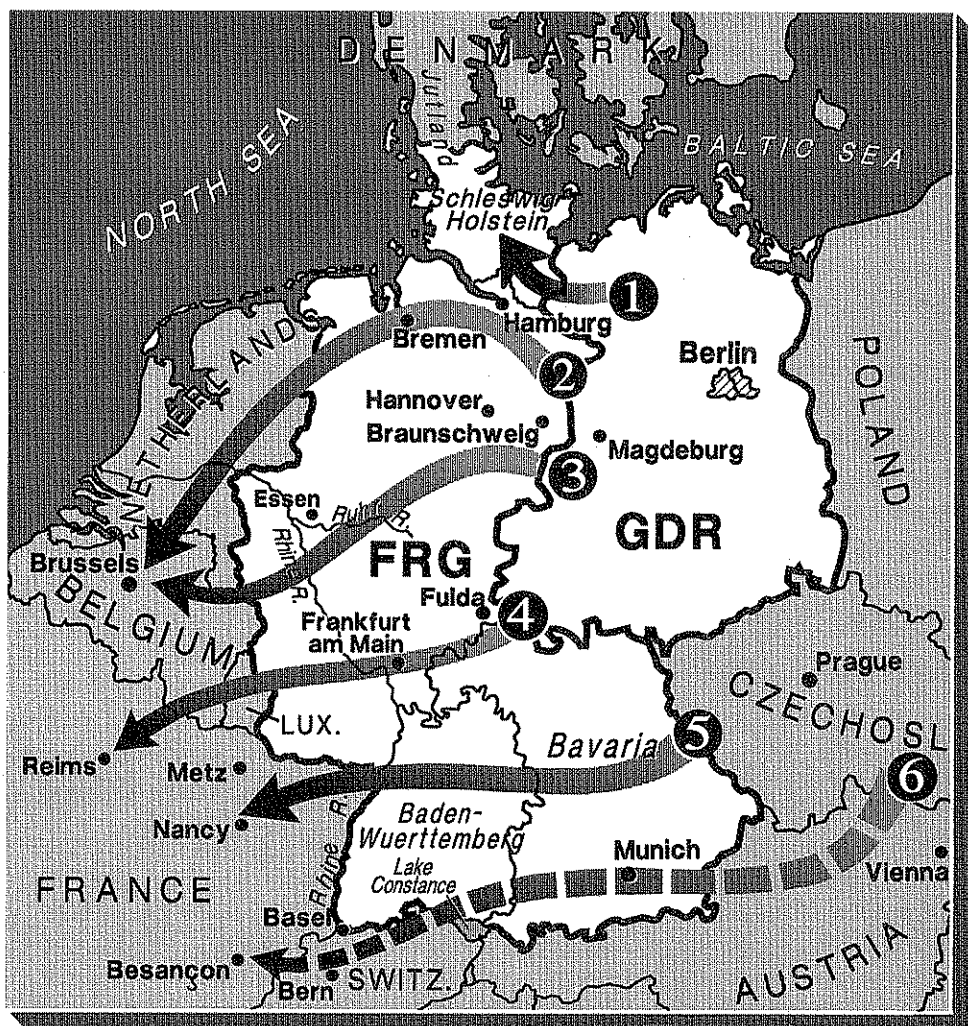 DENMARK
Jutland
NORTH SEA
BALTIC SEA
Schleswig
Holstein
1
Hamburg
Bremen
NETHERLAND
2
Berlin
POLAND
Hannover
Braunschweig
Magdeburg
3
Essen
Ruhr R.
Rhine R.
FRG
GDR
Brussels
BELGIUM
Fulda
4
Frankfurt
am Main
Prague
CZECHOSL
LUX.
Bavaria
5
6
Reims
Metz
Nancy
Rhine R.
Baden-
Wuerttemberg
Lake
Constance
Munich
Vienna
FRANCE
Basel
Besançon
Bern
SWITZ.
AUSTRIA